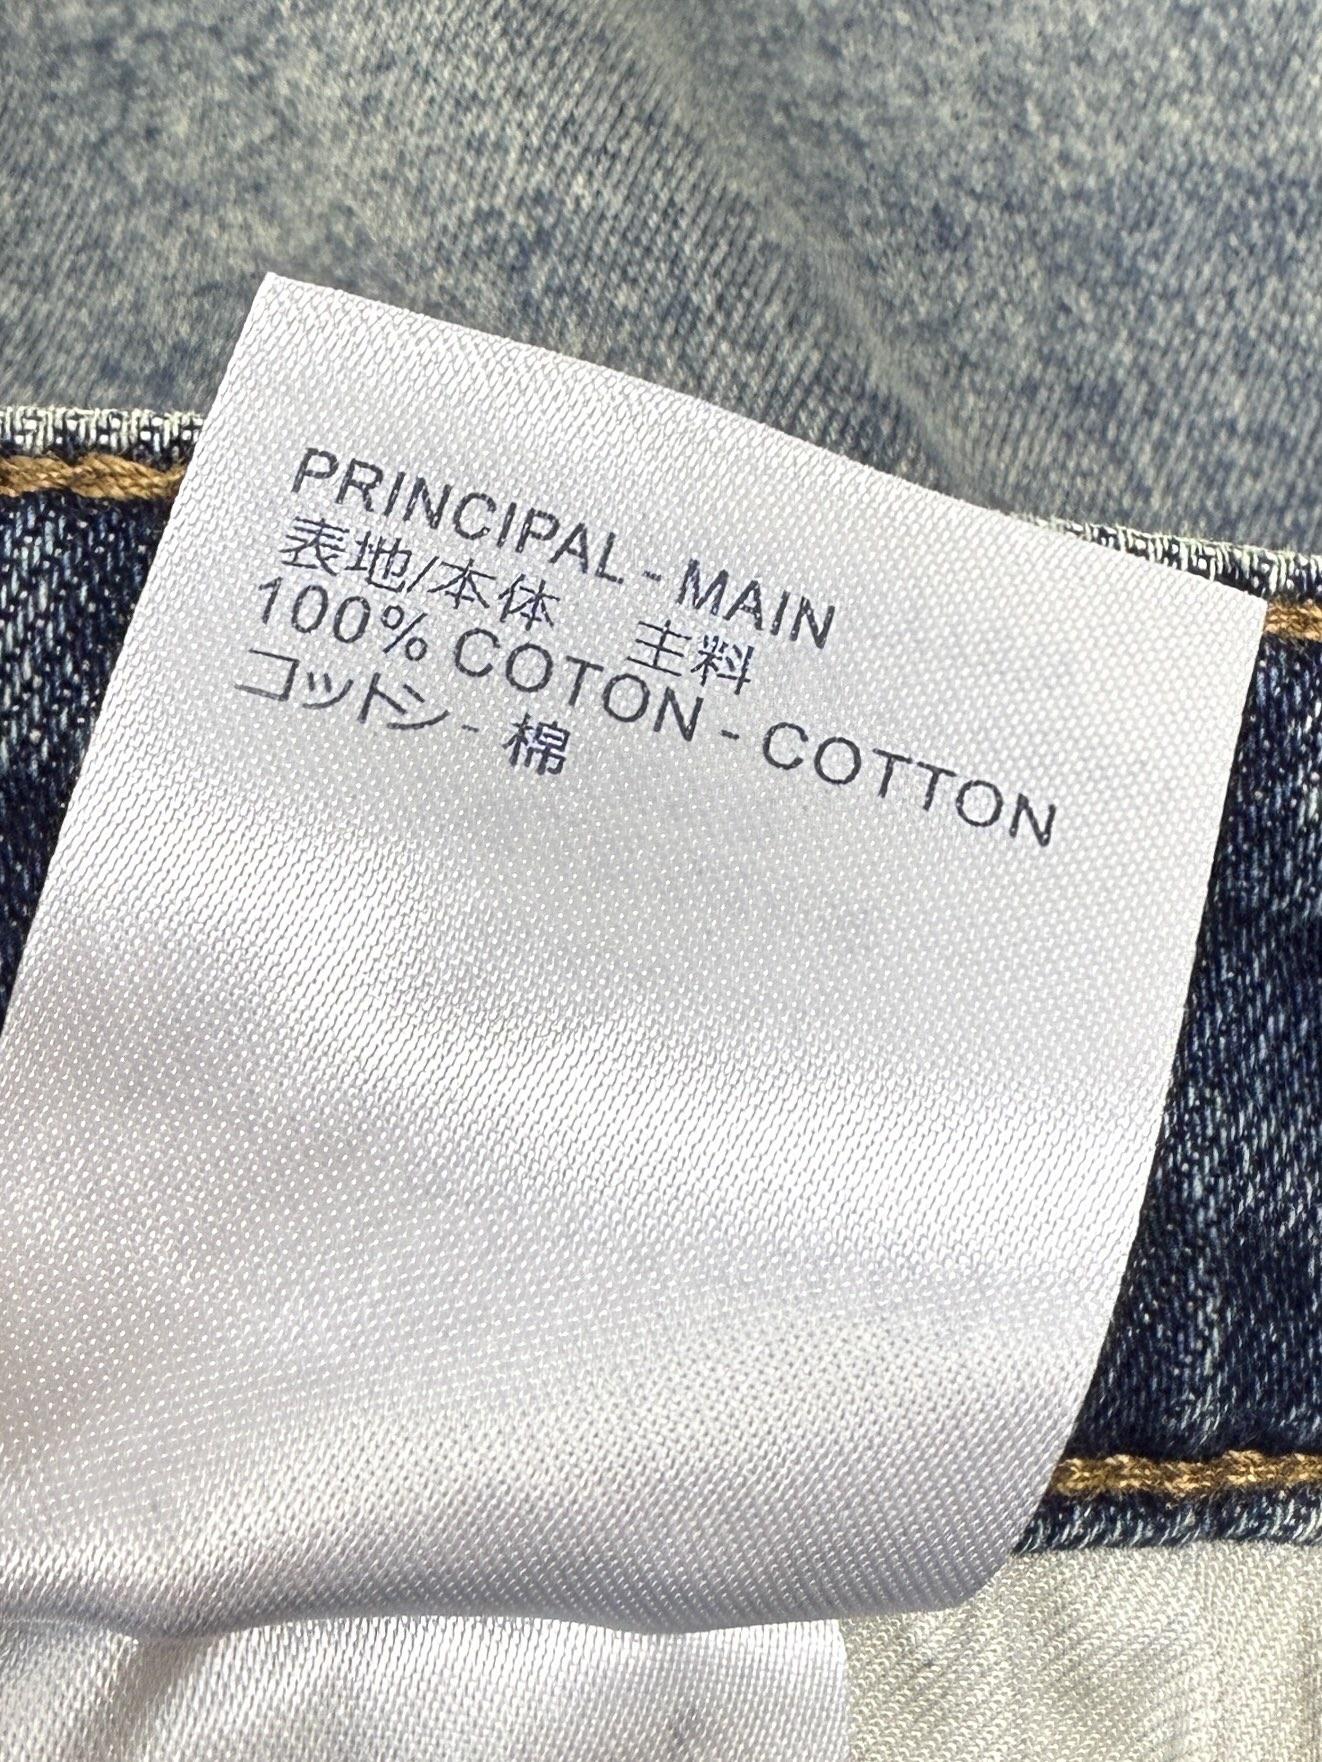 PRINCIPAL - MAIN
表地/本体　主料
100% COTON - COTTON
コットン - 棉